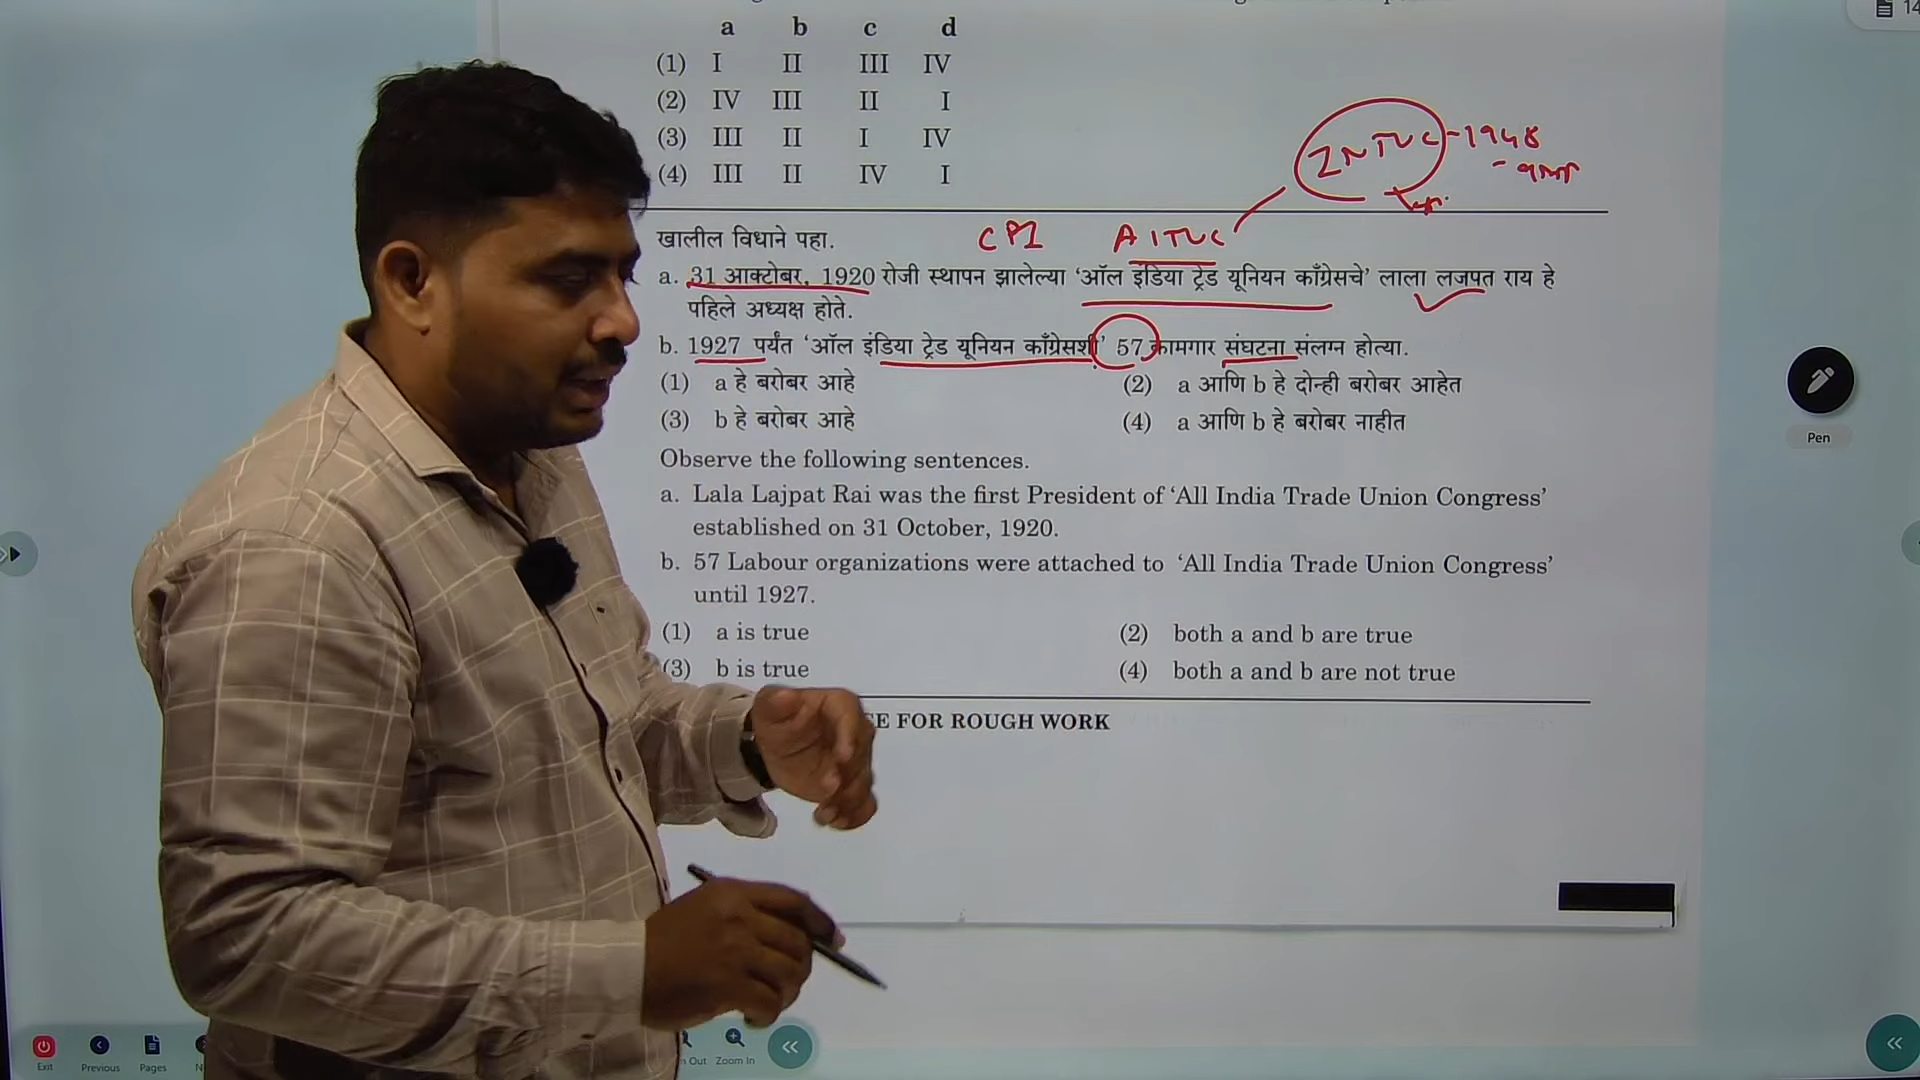 14
a b c d
(1) I II III IV
(2) IV III II I
(3) III II I IV
(4) III II IV I
INTUC - 1948
CPI AITUC
खालील विधाने पहा.
a. 31 आक्टोबर, 1920 रोजी स्थापन झालेल्या ‘ऑल इंडिया ट्रेड यूनियन काँग्रेसचे’ लाला लजपत राय हे
पहिले अध्यक्ष होते.
b. 1927 पर्यंत ‘ऑल इंडिया ट्रेड यूनियन काँग्रेसशी’ 57 कामगार संघटना संलग्न होत्या.
(1) a हे बरोबर आहे (2) a आणि b हे दोन्ही बरोबर आहेत
(3) b हे बरोबर आहे (4) a आणि b हे बरोबर नाहीत
Observe the following sentences.
a. Lala Lajpat Rai was the first President of ‘All India Trade Union Congress’
established on 31 October, 1920.
b. 57 Labour organizations were attached to ‘All India Trade Union Congress’
until 1927.
(1) a is true (2) both a and b are true
(3) b is true (4) both a and b are not true
FOR ROUGH WORK
Pen
Exit Previous Pages Out Zoom In